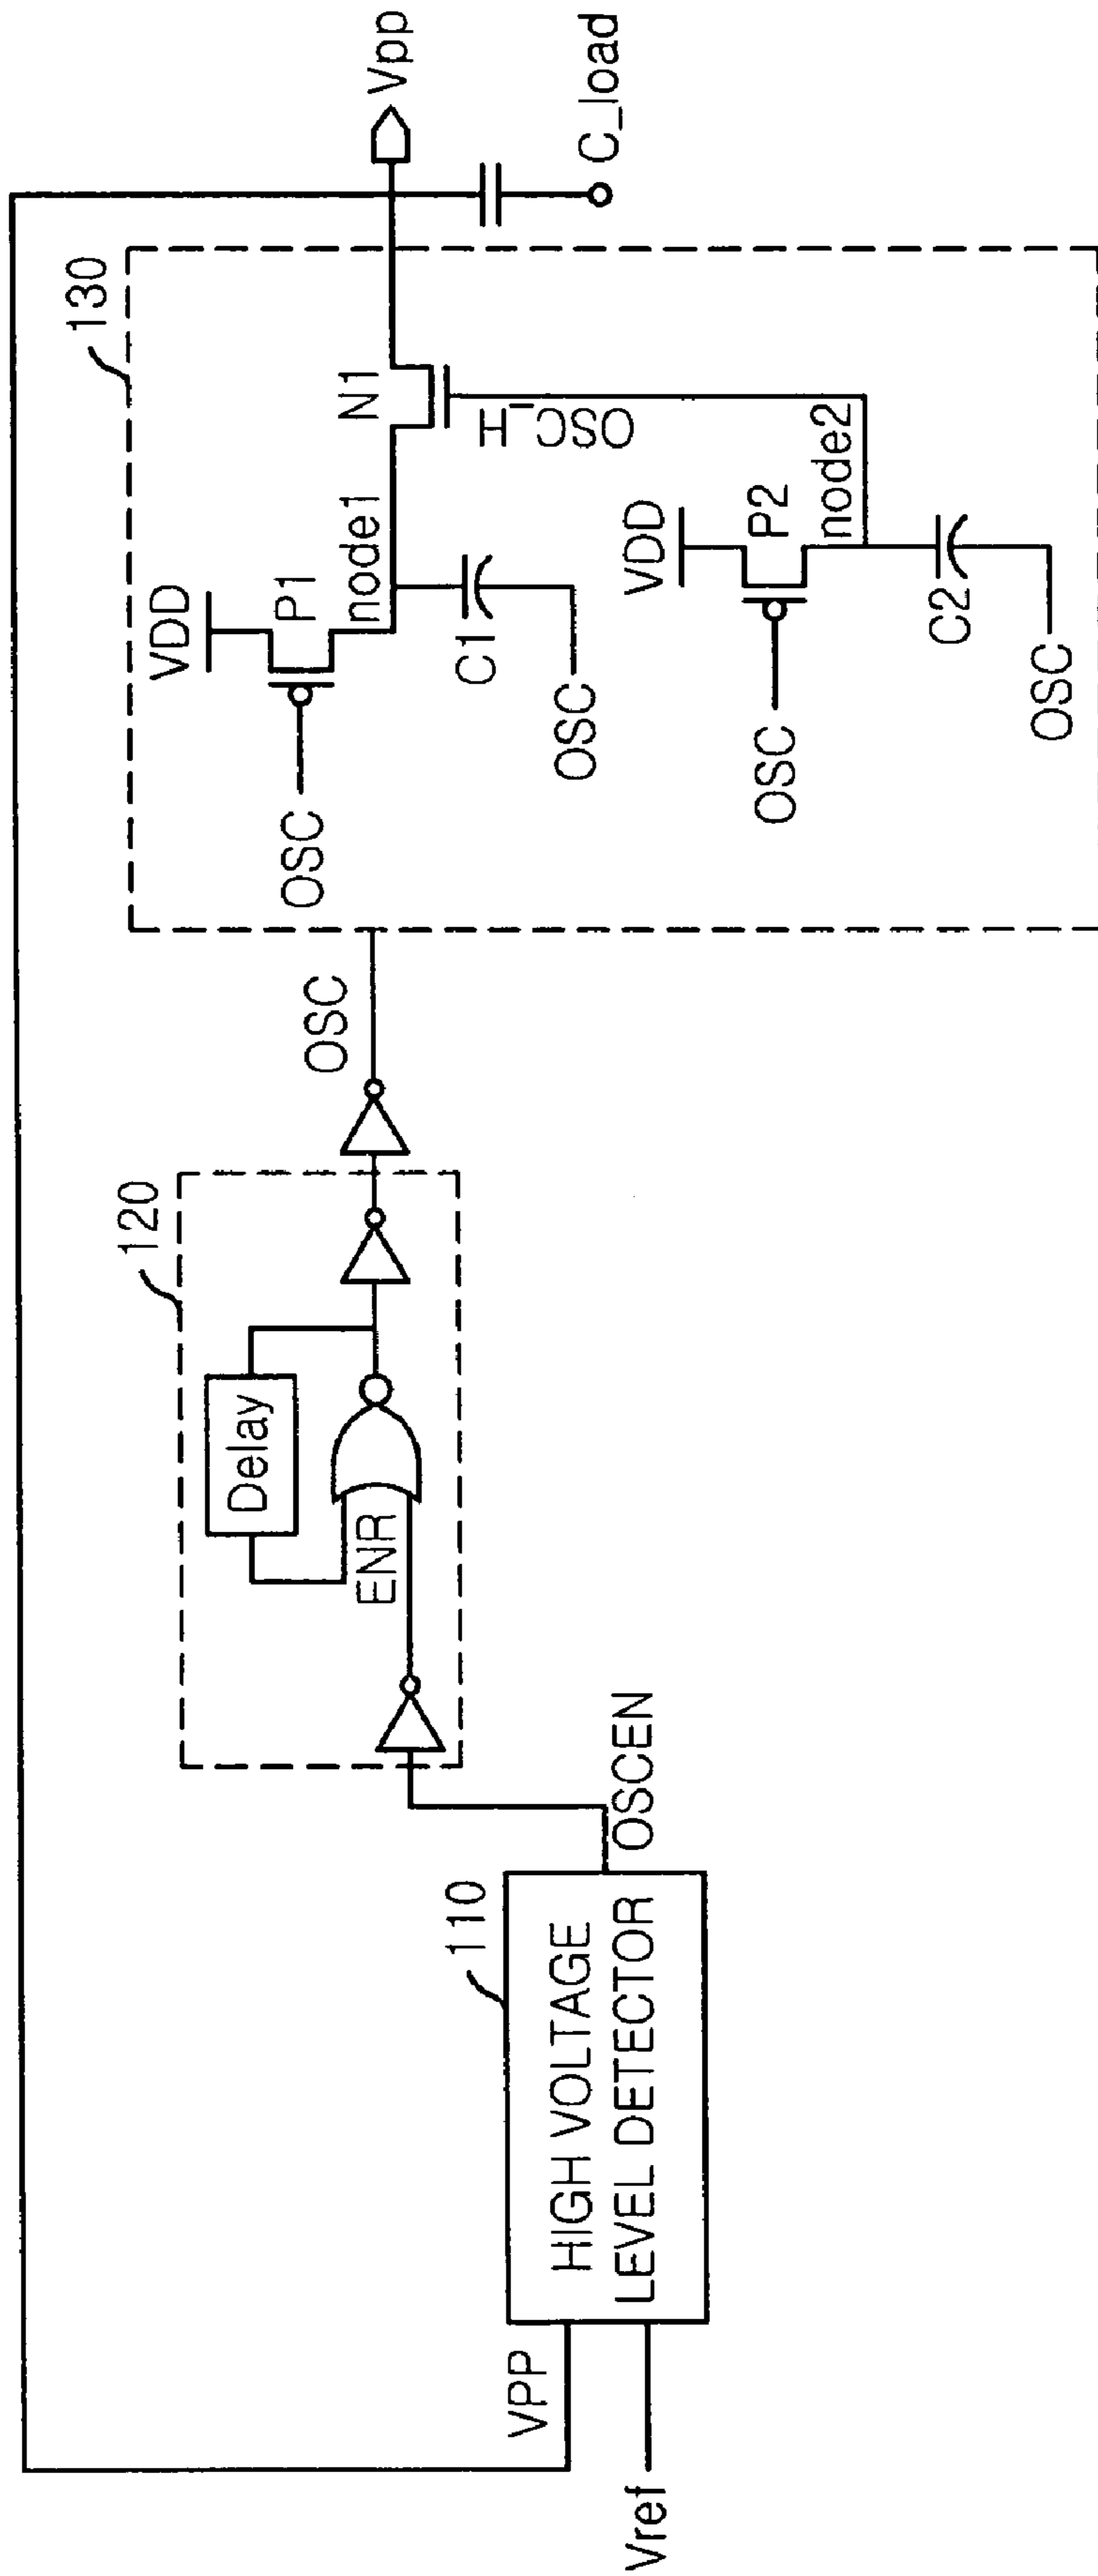 VPP
Vref
110
HIGH VOLTAGE
LEVEL DETECTOR
OSCEN
120
Delay
ENR
OSC
130
VDD
OSC
P1
node1
C1
OSC
N1
OSC_H
VDD
OSC
P2
node2
C2
OSC
Vpp
C_load